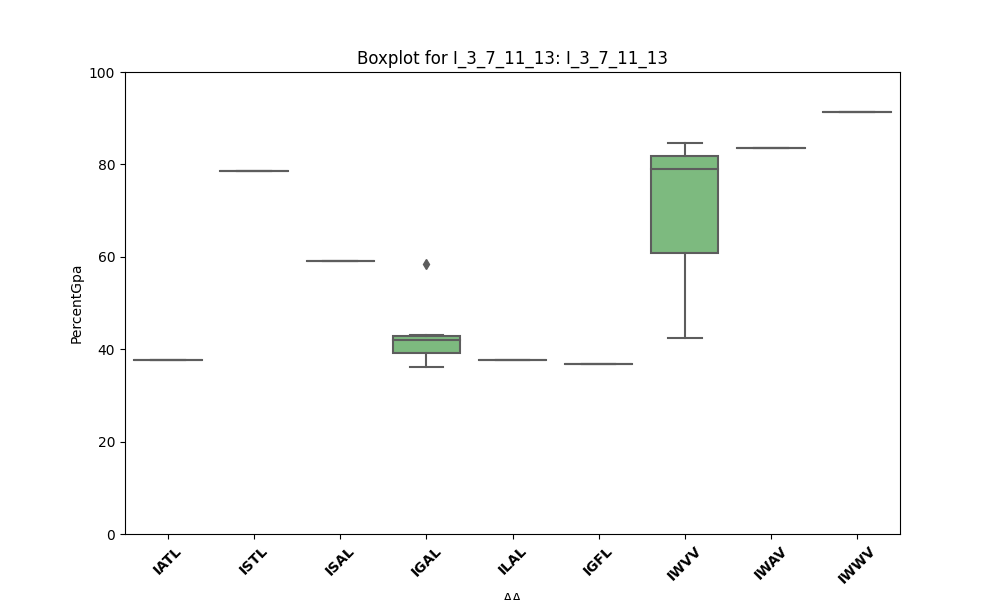 Boxplot for I_3_7_11_13: I_3_7_11_13
100
80
60
40
20
0
PercentGpa
IATL
ISTL
ISAL
IGAL
ILAL
IGFL
IWVV
IWAV
IWWV
AA